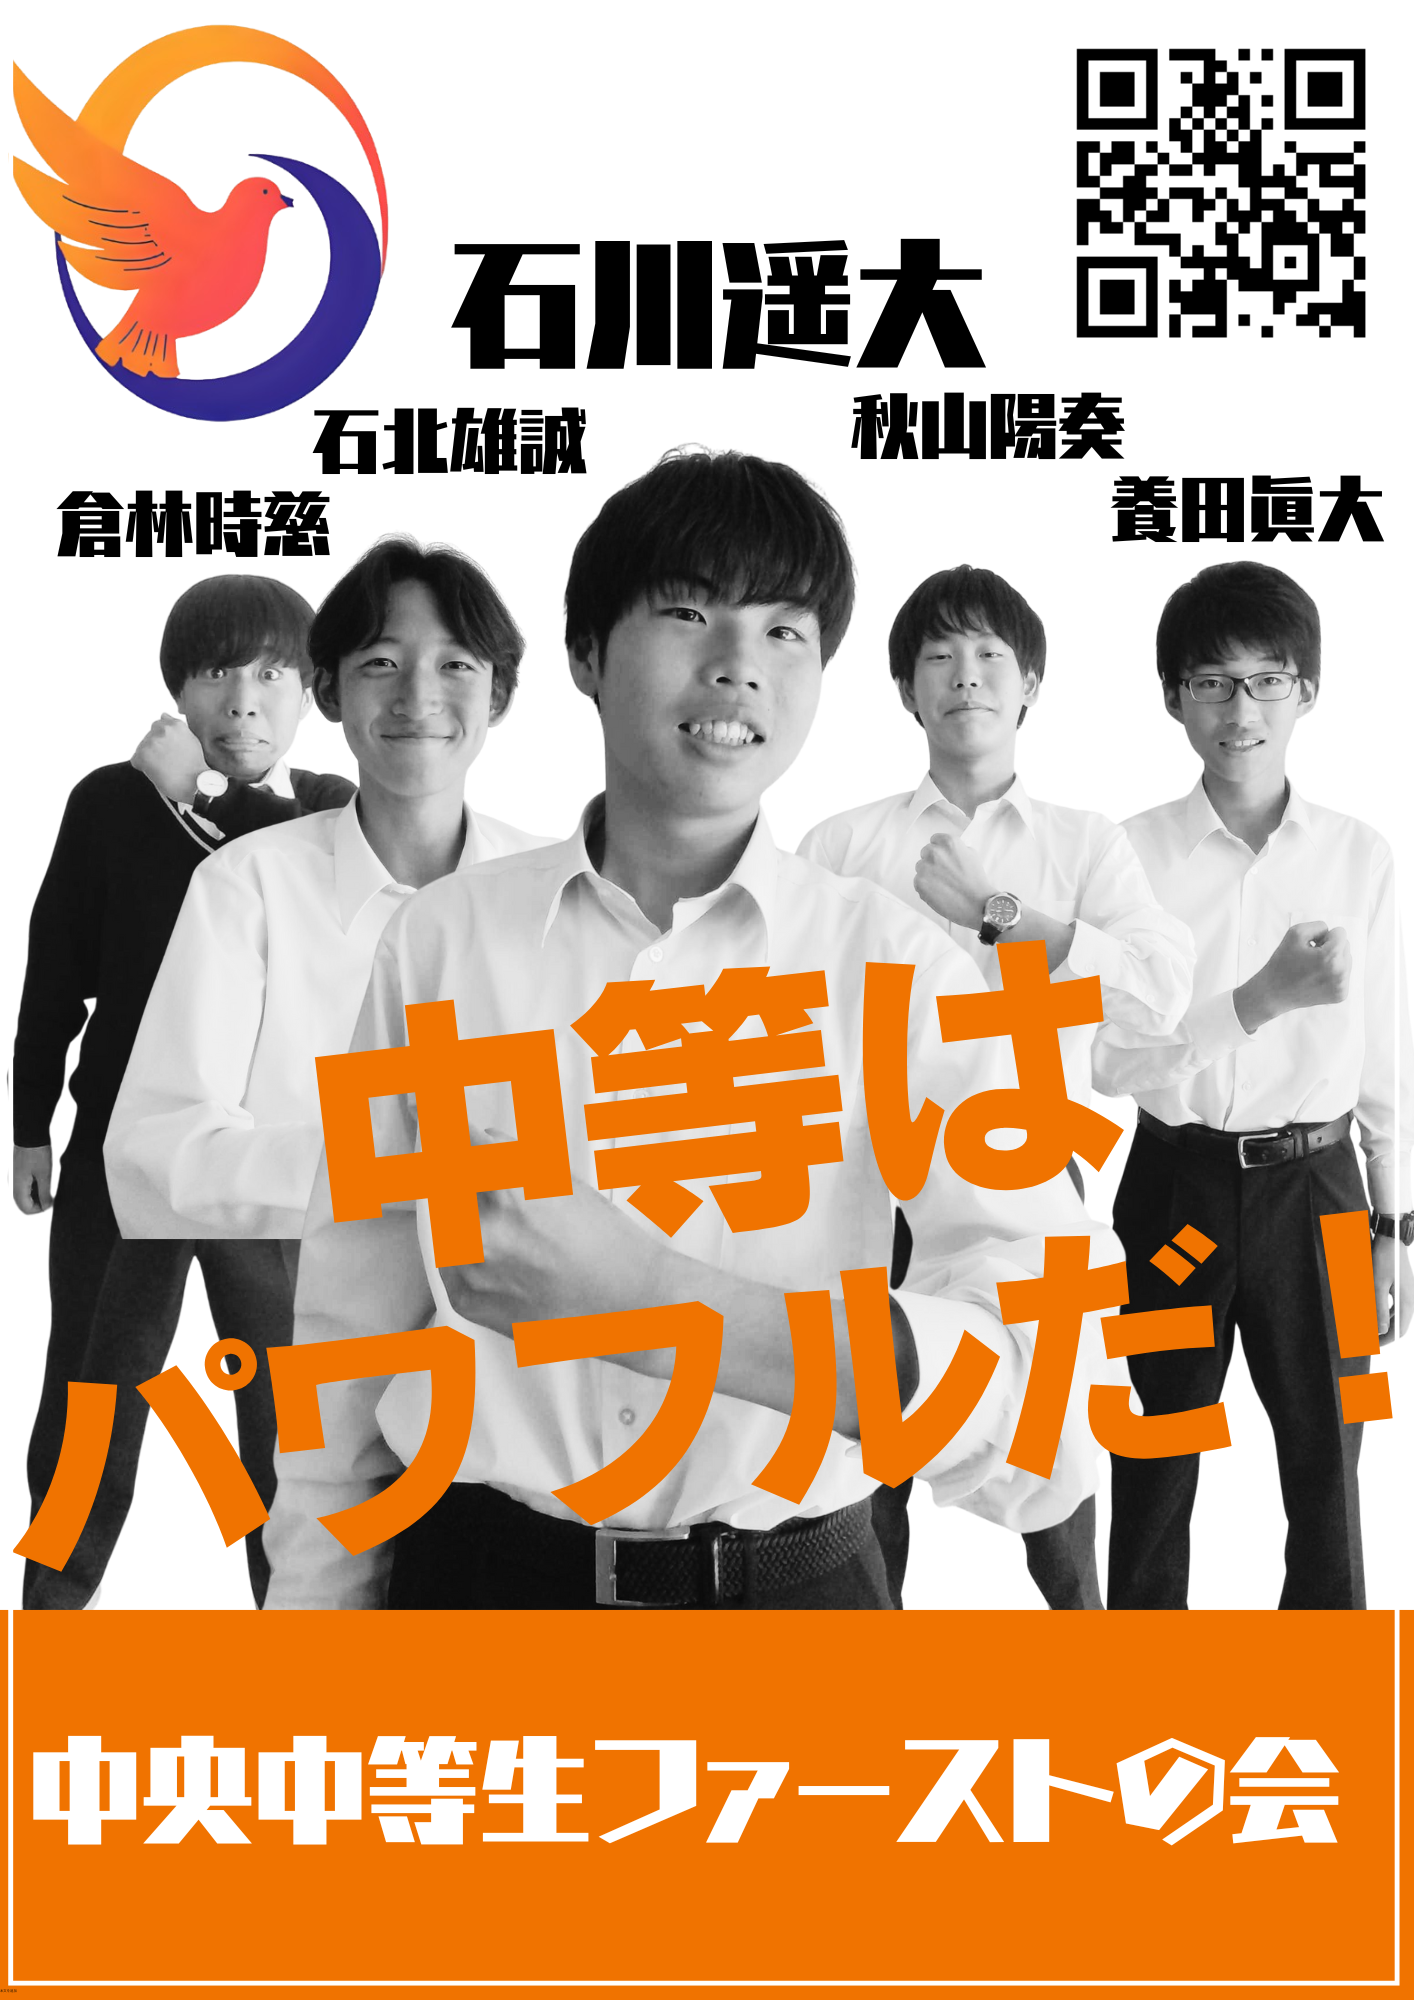 石川遥大
石北雄誠
秋山陽奏
倉林時慈
養田眞大
中等は
パワフルだ！
中央中等生ファーストの会